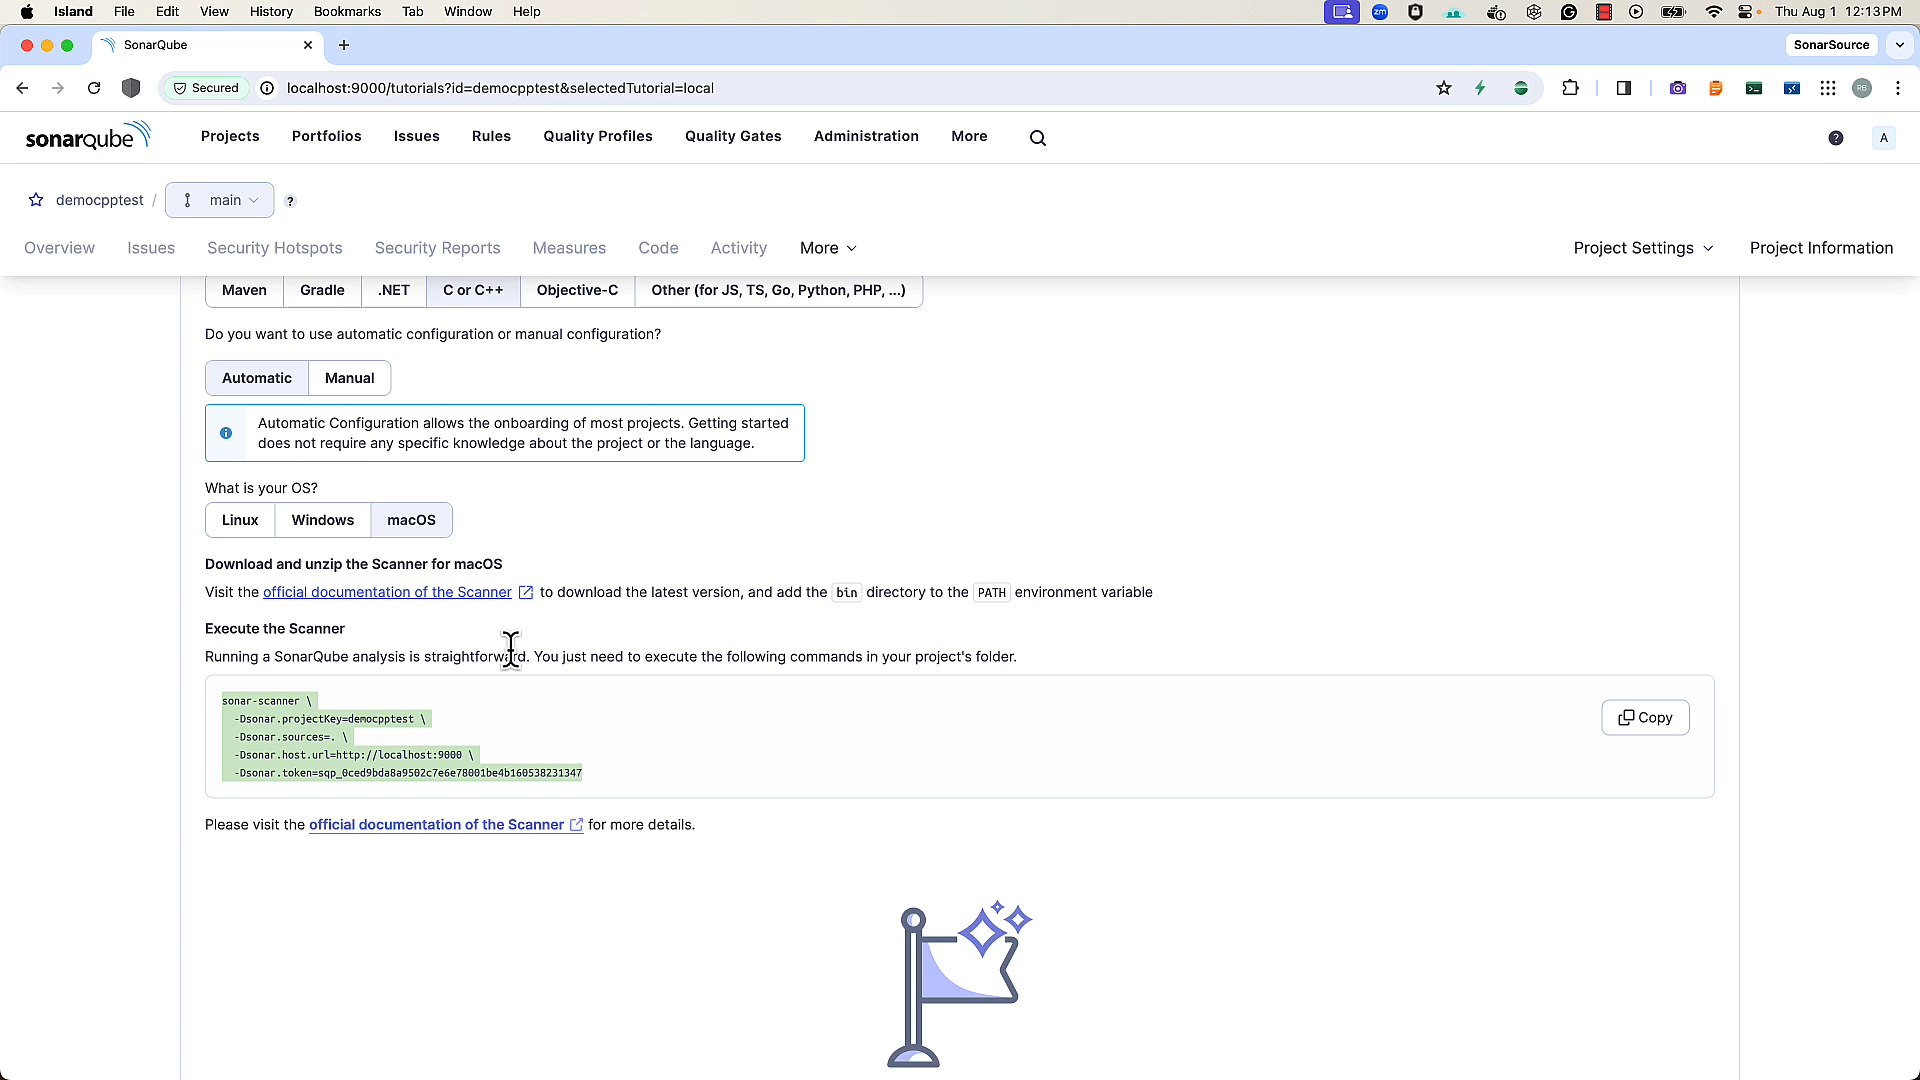 Island File Edit View History Bookmarks Tab Window Help
zm
Thu Aug 1 12:13 PM
SonarQube
SonarSource
Secured
localhost:9000/tutorials?id=democpptest&selectedTutorial=local
RB
sonarqube
Projects Portfolios Issues Rules Quality Profiles Quality Gates Administration More
? A
democpptest / main ?
Overview Issues Security Hotspots Security Reports Measures Code Activity More
Project Settings Project Information
Maven Gradle .NET C or C++ Objective-C Other (for JS, TS, Go, Python, PHP, ...)
Do you want to use automatic configuration or manual configuration?
Automatic Manual
Automatic Configuration allows the onboarding of most projects. Getting started
does not require any specific knowledge about the project or the language.
What is your OS?
Linux Windows macOS
Download and unzip the Scanner for macOS
Visit the official documentation of the Scanner to download the latest version, and add the bin directory to the PATH environment variable
Execute the Scanner
Running a SonarQube analysis is straightforward. You just need to execute the following commands in your project's folder.
sonar-scanner \
-Dsonar.projectKey=democpptest \
-Dsonar.sources=. \
-Dsonar.host.url=http://localhost:9000 \
-Dsonar.token=sqp_0ced9bda8a9502c7e6e78001be4b160538231347
Copy
Please visit the official documentation of the Scanner for more details.